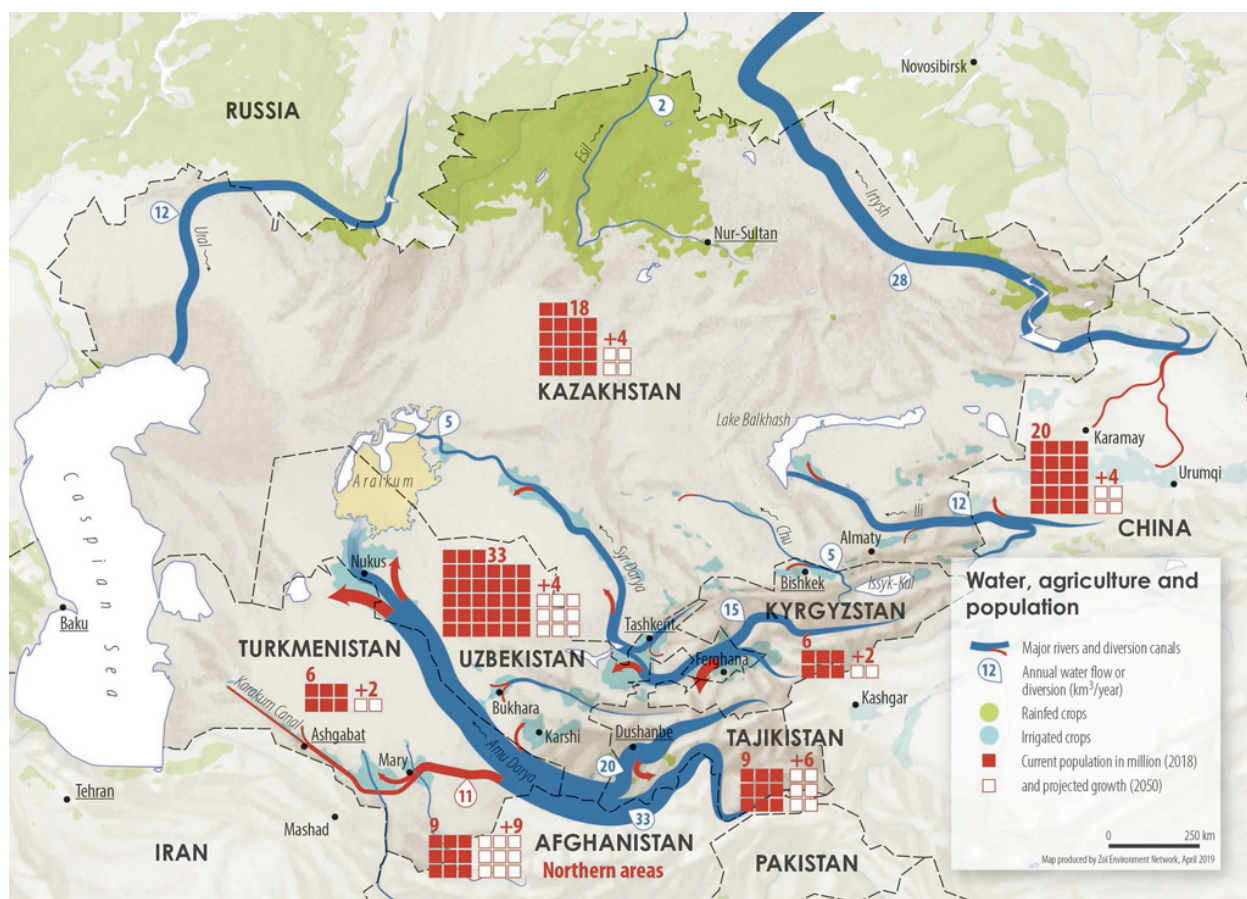 Novosibirsk
RUSSIA
2
Esil
12
Ural
Irtysh
Nur-Sultan
28
18
+4
KAZAKHSTAN
Lake Balkhash
5
Aralkum
20
Karamay
+4
Urumqi
CHINA
Caspian Sea
Syr Darya
Chu
Ili
12
Almaty
5
Bishkek
Issyk-Kul
Nukus
33
+4
KYRGYZSTAN
15
Tashkent
Baku
TURKMENISTAN
UZBEKISTAN
Ferghana
6
+2
6
+2
Kashgar
Karakum Canal
Bukhara
Ashgabat
Karshi
Dushanbe
TAJIKISTAN
Amu Darya
Mary
11
20
9
+6
Tehran
33
Mashad
9
+9
AFGHANISTAN
Northern areas
IRAN
PAKISTAN
Water, agriculture and
population
Major rivers and diversion canals
12
Annual water flow or
diversion (km³/year)
Rainfed crops
Irrigated crops
Current population in million (2018)
and projected growth (2050)
0
250 km
Map produced by Zoï Environment Network, April 2019